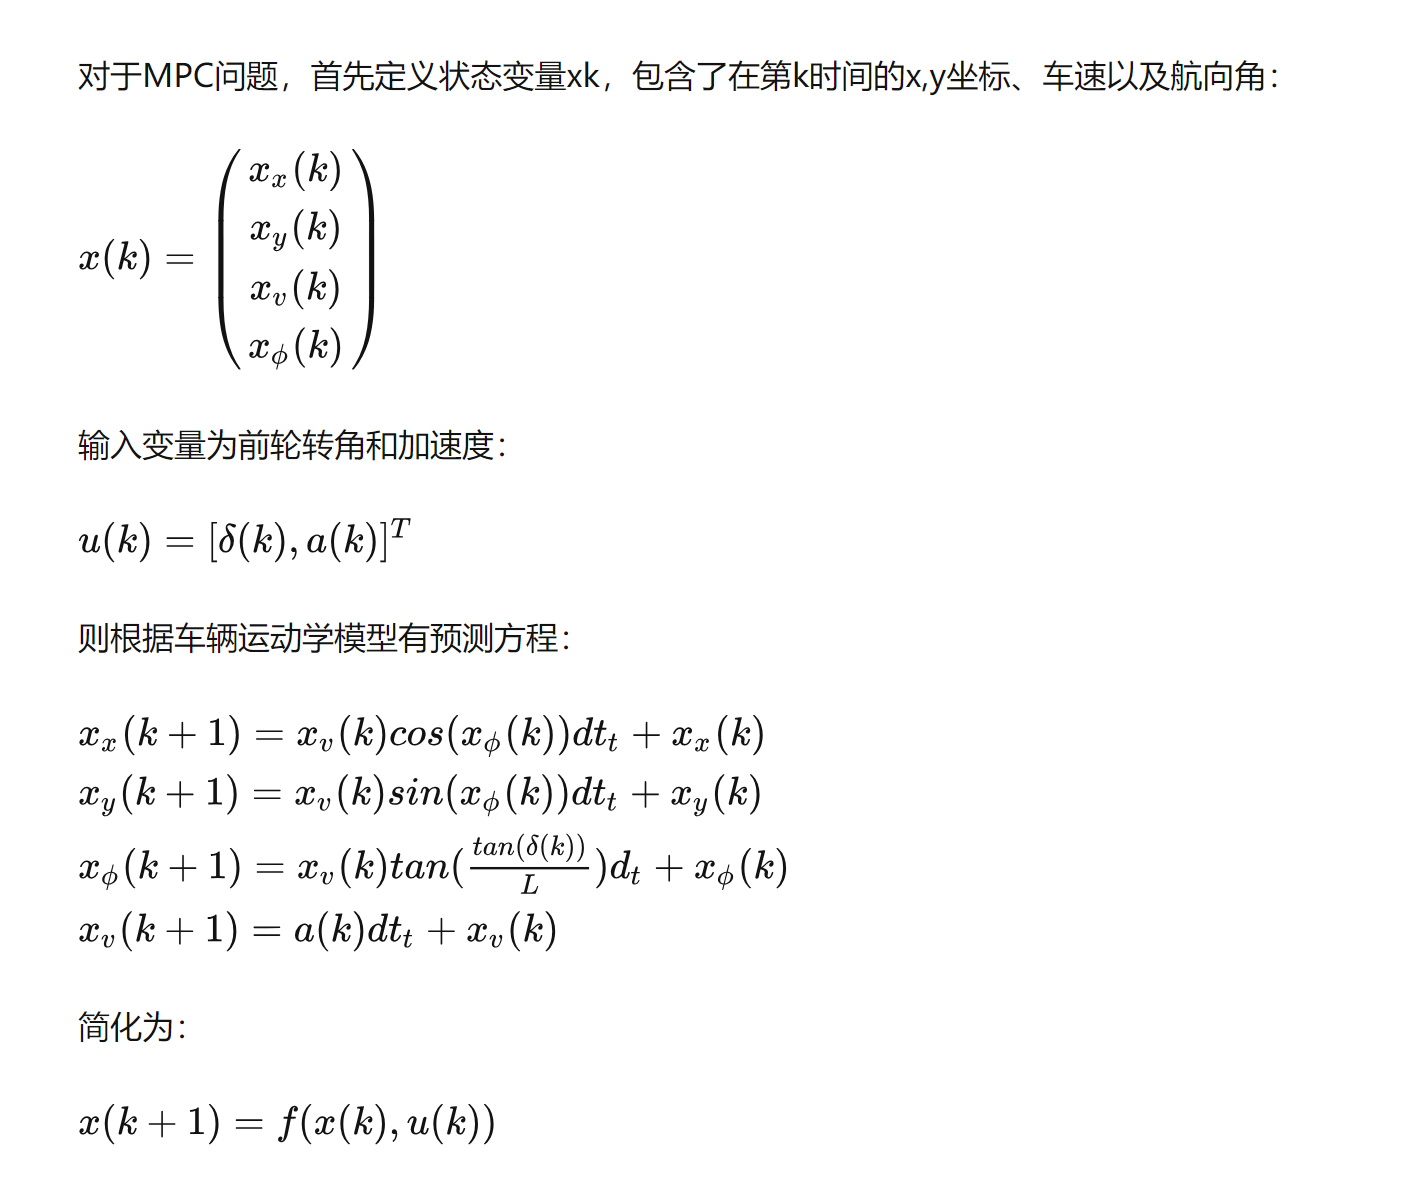 对于MPC问题，首先定义状态变量xk，包含了在第k时间的x,y坐标、车速以及航向角：
$x(k) = \begin{pmatrix} x_x(k) \\ x_y(k) \\ x_v(k) \\ x_\phi(k) \end{pmatrix}$
输入变量为前轮转角和加速度：
$u(k) = [\delta(k), a(k)]^T$
则根据车辆运动学模型有预测方程：
$x_x(k+1) = x_v(k)cos(x_\phi(k))dt_t + x_x(k)$
$x_y(k+1) = x_v(k)sin(x_\phi(k))dt_t + x_y(k)$
$x_\phi(k+1) = x_v(k)tan(\frac{tan(\delta(k))}{L})d_t + x_\phi(k)$
$x_v(k+1) = a(k)dt_t + x_v(k)$
简化为：
$x(k+1) = f(x(k), u(k))$